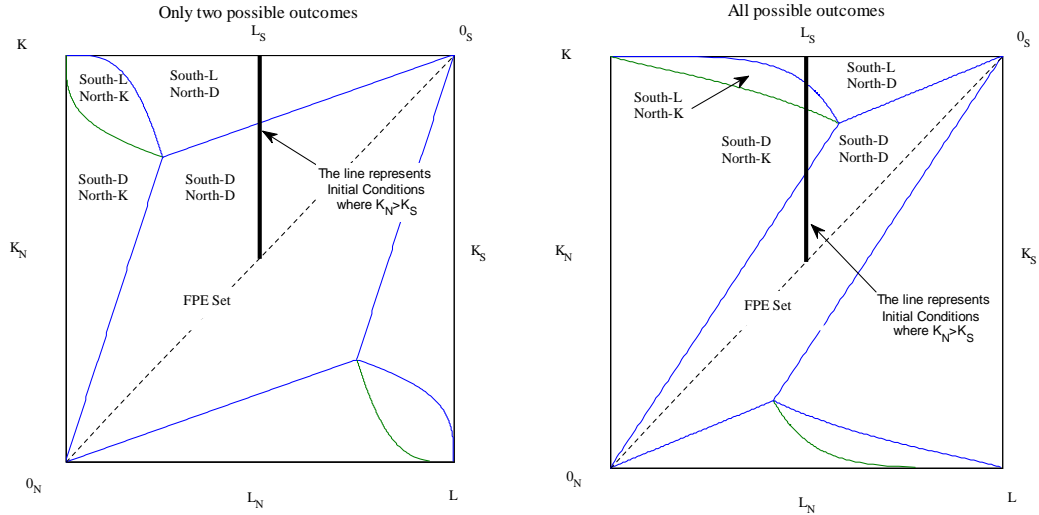 Only two possible outcomes
K
L_S
0_S
South-L
North-K
South-L
North-D
South-D
North-K
South-D
North-D
The line represents
Initial Conditions
where K_N>K_S
K_N
K_S
FPE Set
0_N
L_N
L
All possible outcomes
K
L_S
0_S
South-L
North-K
South-L
North-D
South-D
North-K
South-D
North-D
K_N
K_S
FPE Set
The line represents
Initial Conditions
where K_N>K_S
0_N
L_N
L